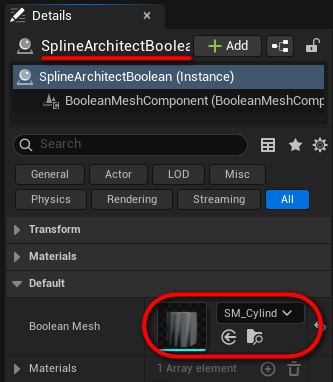 Details
SplineArchitectBoolea
Add
SplineArchitectBoolean (Instance)
BooleanMeshComponent (BooleanMeshComp
Search
General
Actor
LOD
Misc
Physics
Rendering
Streaming
All
Transform
Materials
Default
Boolean Mesh
SM_Cylind
Materials
1 Array element